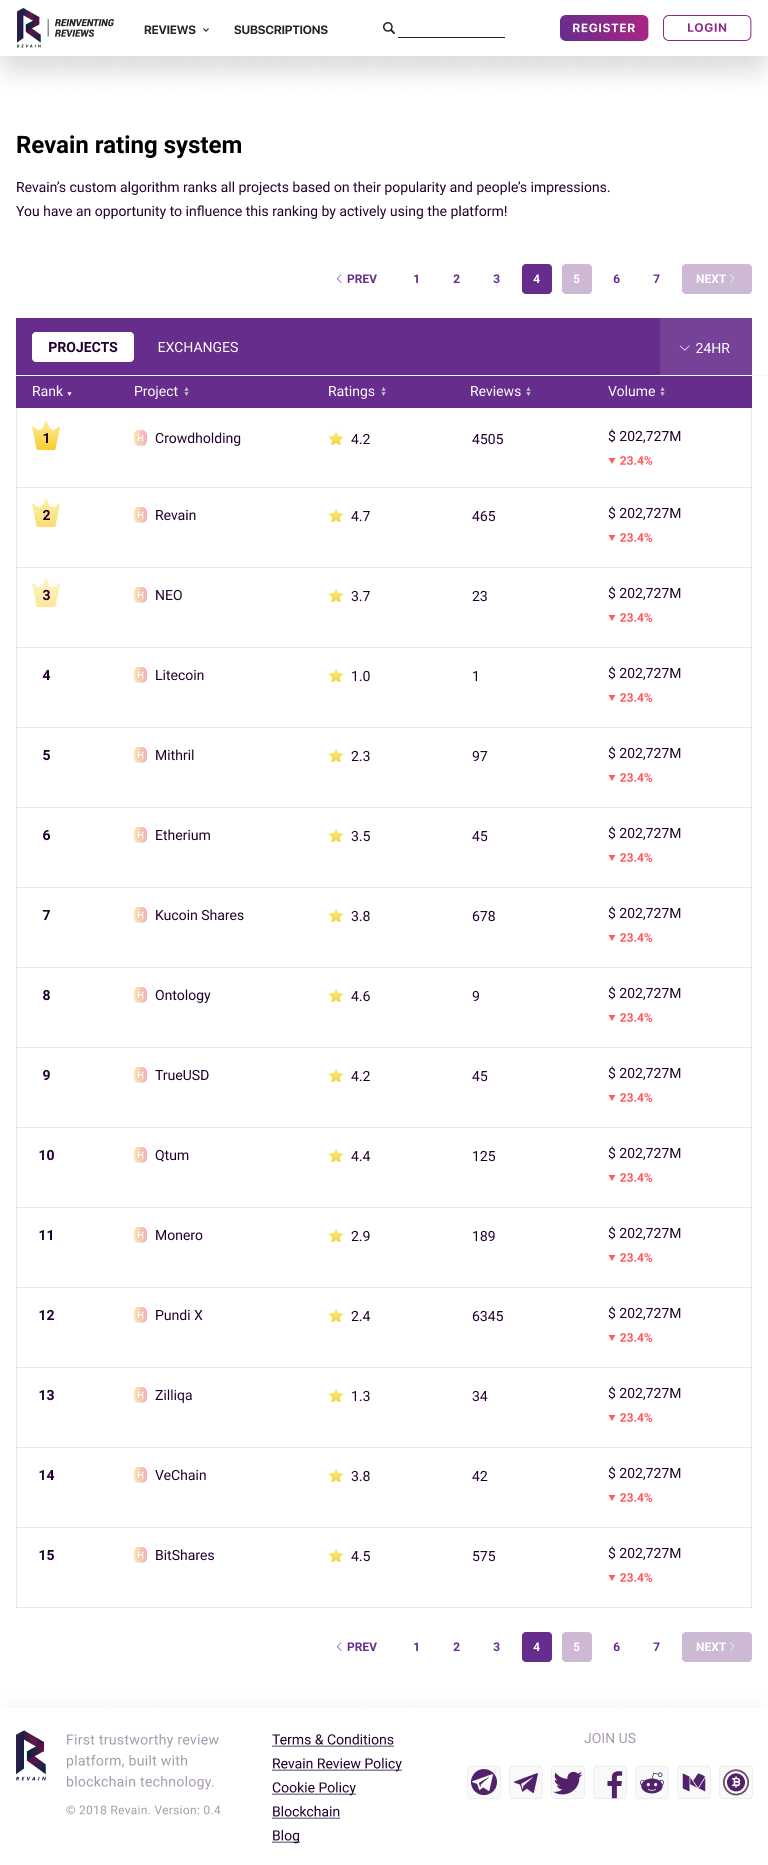 REINVENTING
REVIEWS
REVAIN
REVIEWS SUBSCRIPTIONS REGISTER LOGIN
Revain rating system
Revain's custom algorithm ranks all projects based on their popularity and people's impressions.
You have an opportunity to influence this ranking by actively using the platform!
PREV 1 2 3 4 5 6 7 NEXT
PROJECTS EXCHANGES 24HR
Rank Project Ratings Reviews Volume
1 Crowdholding 4.2 4505 $ 202,727M
23.4%
2 Revain 4.7 465 $ 202,727M
23.4%
3 NEO 3.7 23 $ 202,727M
23.4%
4 Litecoin 1.0 1 $ 202,727M
23.4%
5 Mithril 2.3 97 $ 202,727M
23.4%
6 Etherium 3.5 45 $ 202,727M
23.4%
7 Kucoin Shares 3.8 678 $ 202,727M
23.4%
8 Ontology 4.6 9 $ 202,727M
23.4%
9 TrueUSD 4.2 45 $ 202,727M
23.4%
10 Qtum 4.4 125 $ 202,727M
23.4%
11 Monero 2.9 189 $ 202,727M
23.4%
12 Pundi X 2.4 6345 $ 202,727M
23.4%
13 Zilliqa 1.3 34 $ 202,727M
23.4%
14 VeChain 3.8 42 $ 202,727M
23.4%
15 BitShares 4.5 575 $ 202,727M
23.4%
PREV 1 2 3 4 5 6 7 NEXT
REVAIN
First trustworthy review
platform, built with
blockchain technology.
© 2018 Revain. Version: 0.4
Terms & Conditions
Revain Review Policy
Cookie Policy
Blockchain
Blog
JOIN US